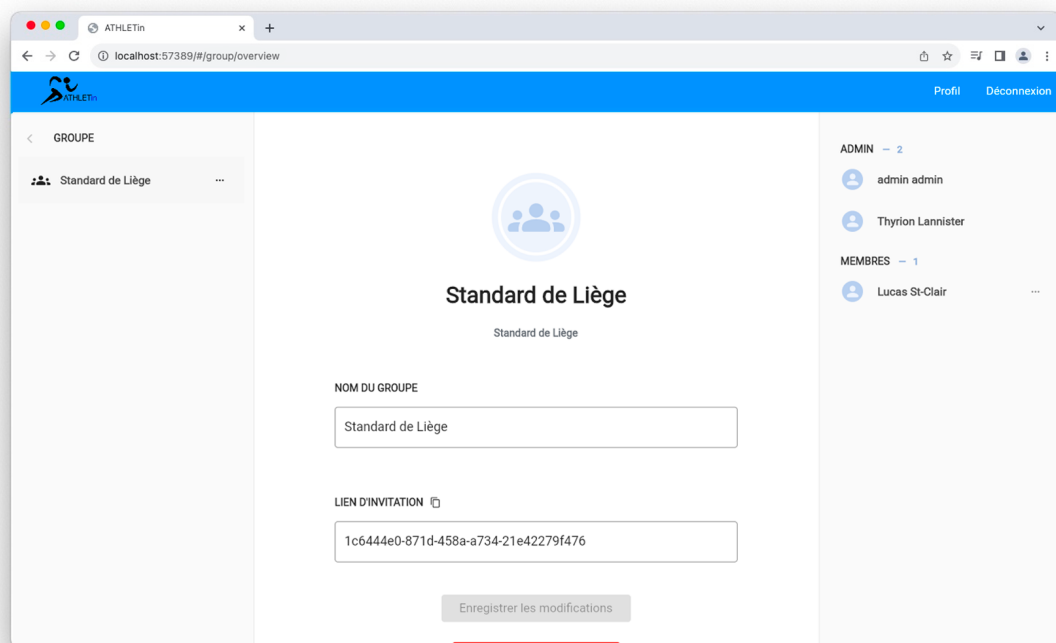 ATHLETin
localhost:57389/#/group/overview
ATHLETin
Profil Déconnexion
GROUPE
Standard de Liège
Standard de Liège
Standard de Liège
NOM DU GROUPE
Standard de Liège
LIEN D'INVITATION
1c6444e0-871d-458a-a734-21e42279f476
Enregistrer les modifications
ADMIN — 2
admin admin
Thyrion Lannister
MEMBRES — 1
Lucas St-Clair